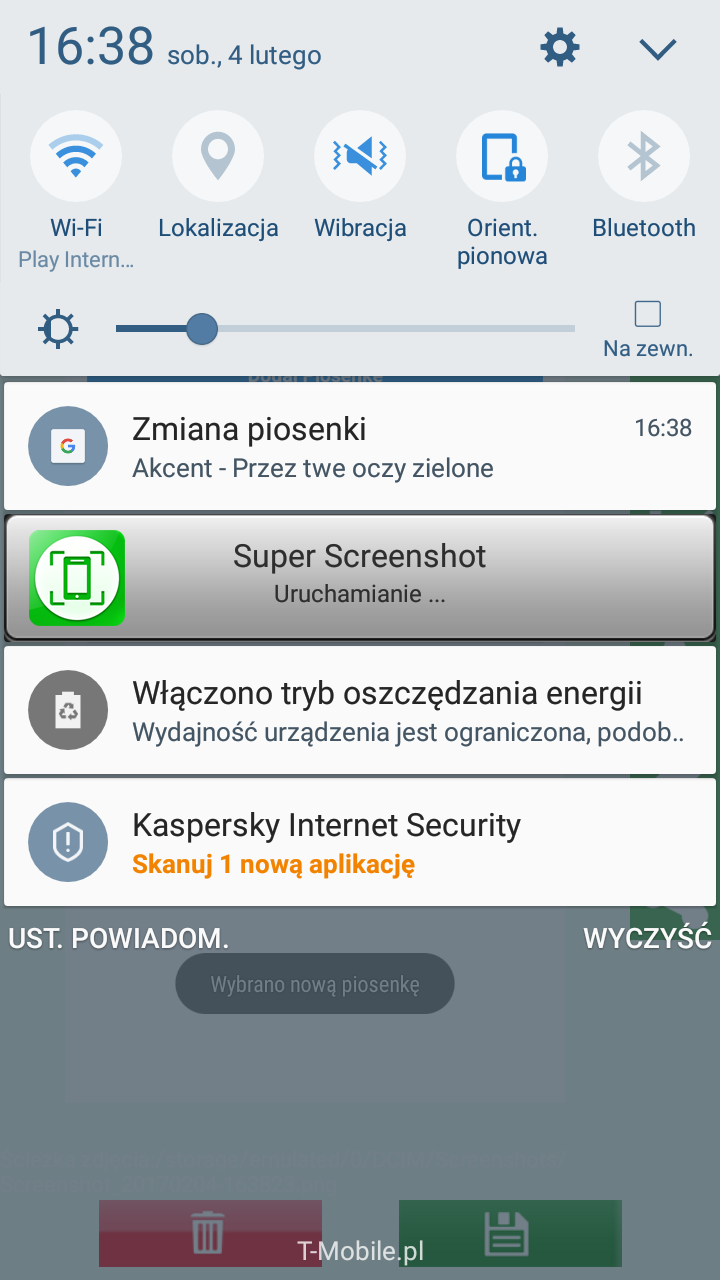 16:38 sob., 4 lutego
Wi-Fi Lokalizacja Wibracja Orient. pionowa Bluetooth
Play Intern...
Na zewn.
Dodaj Piosenkę
Zmiana piosenki 16:38
Akcent - Przez twe oczy zielone
Super Screenshot
Uruchamianie ...
Włączono tryb oszczędzania energii
Wydajność urządzenia jest ograniczona, podob..
Kaspersky Internet Security
Skanuj 1 nową aplikację
UST. POWIADOM. WYCZYŚĆ
Wybrano nową piosenkę
T-Mobile.pl